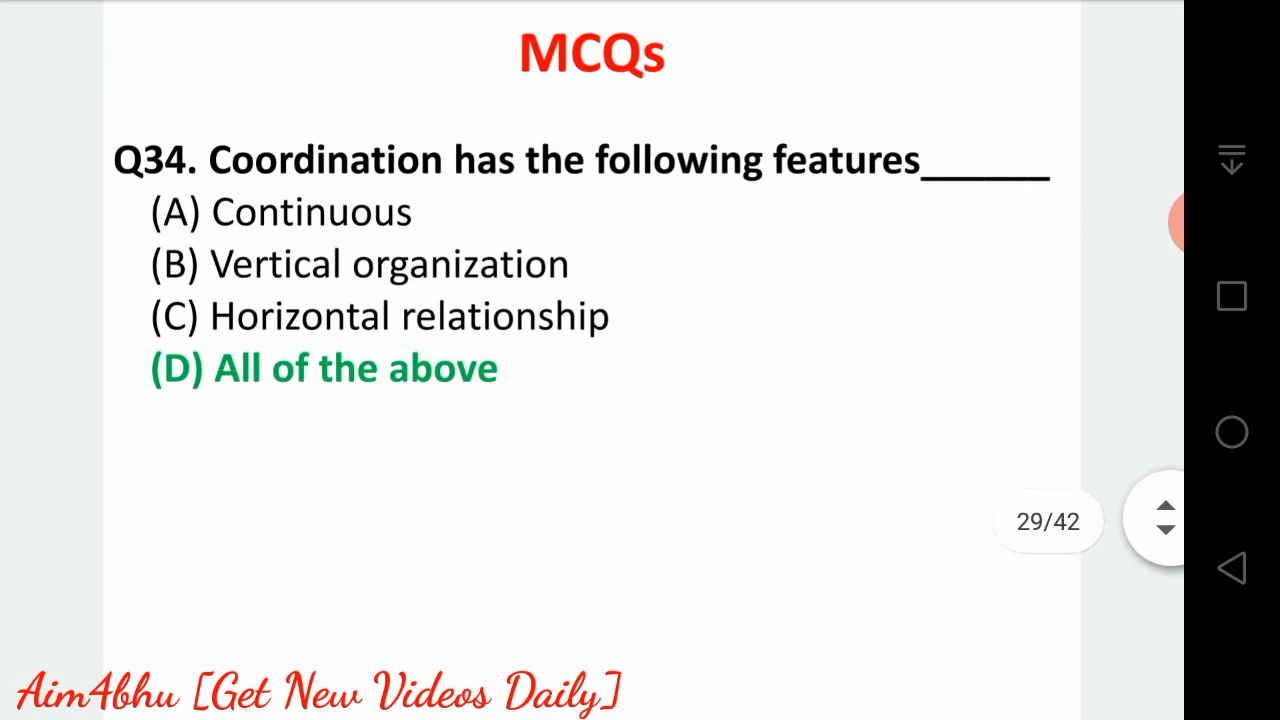 MCQs
Q34. Coordination has the following features______
(A) Continuous
(B) Vertical organization
(C) Horizontal relationship
(D) All of the above
29/42
Aim4bhu [Get New Videos Daily]